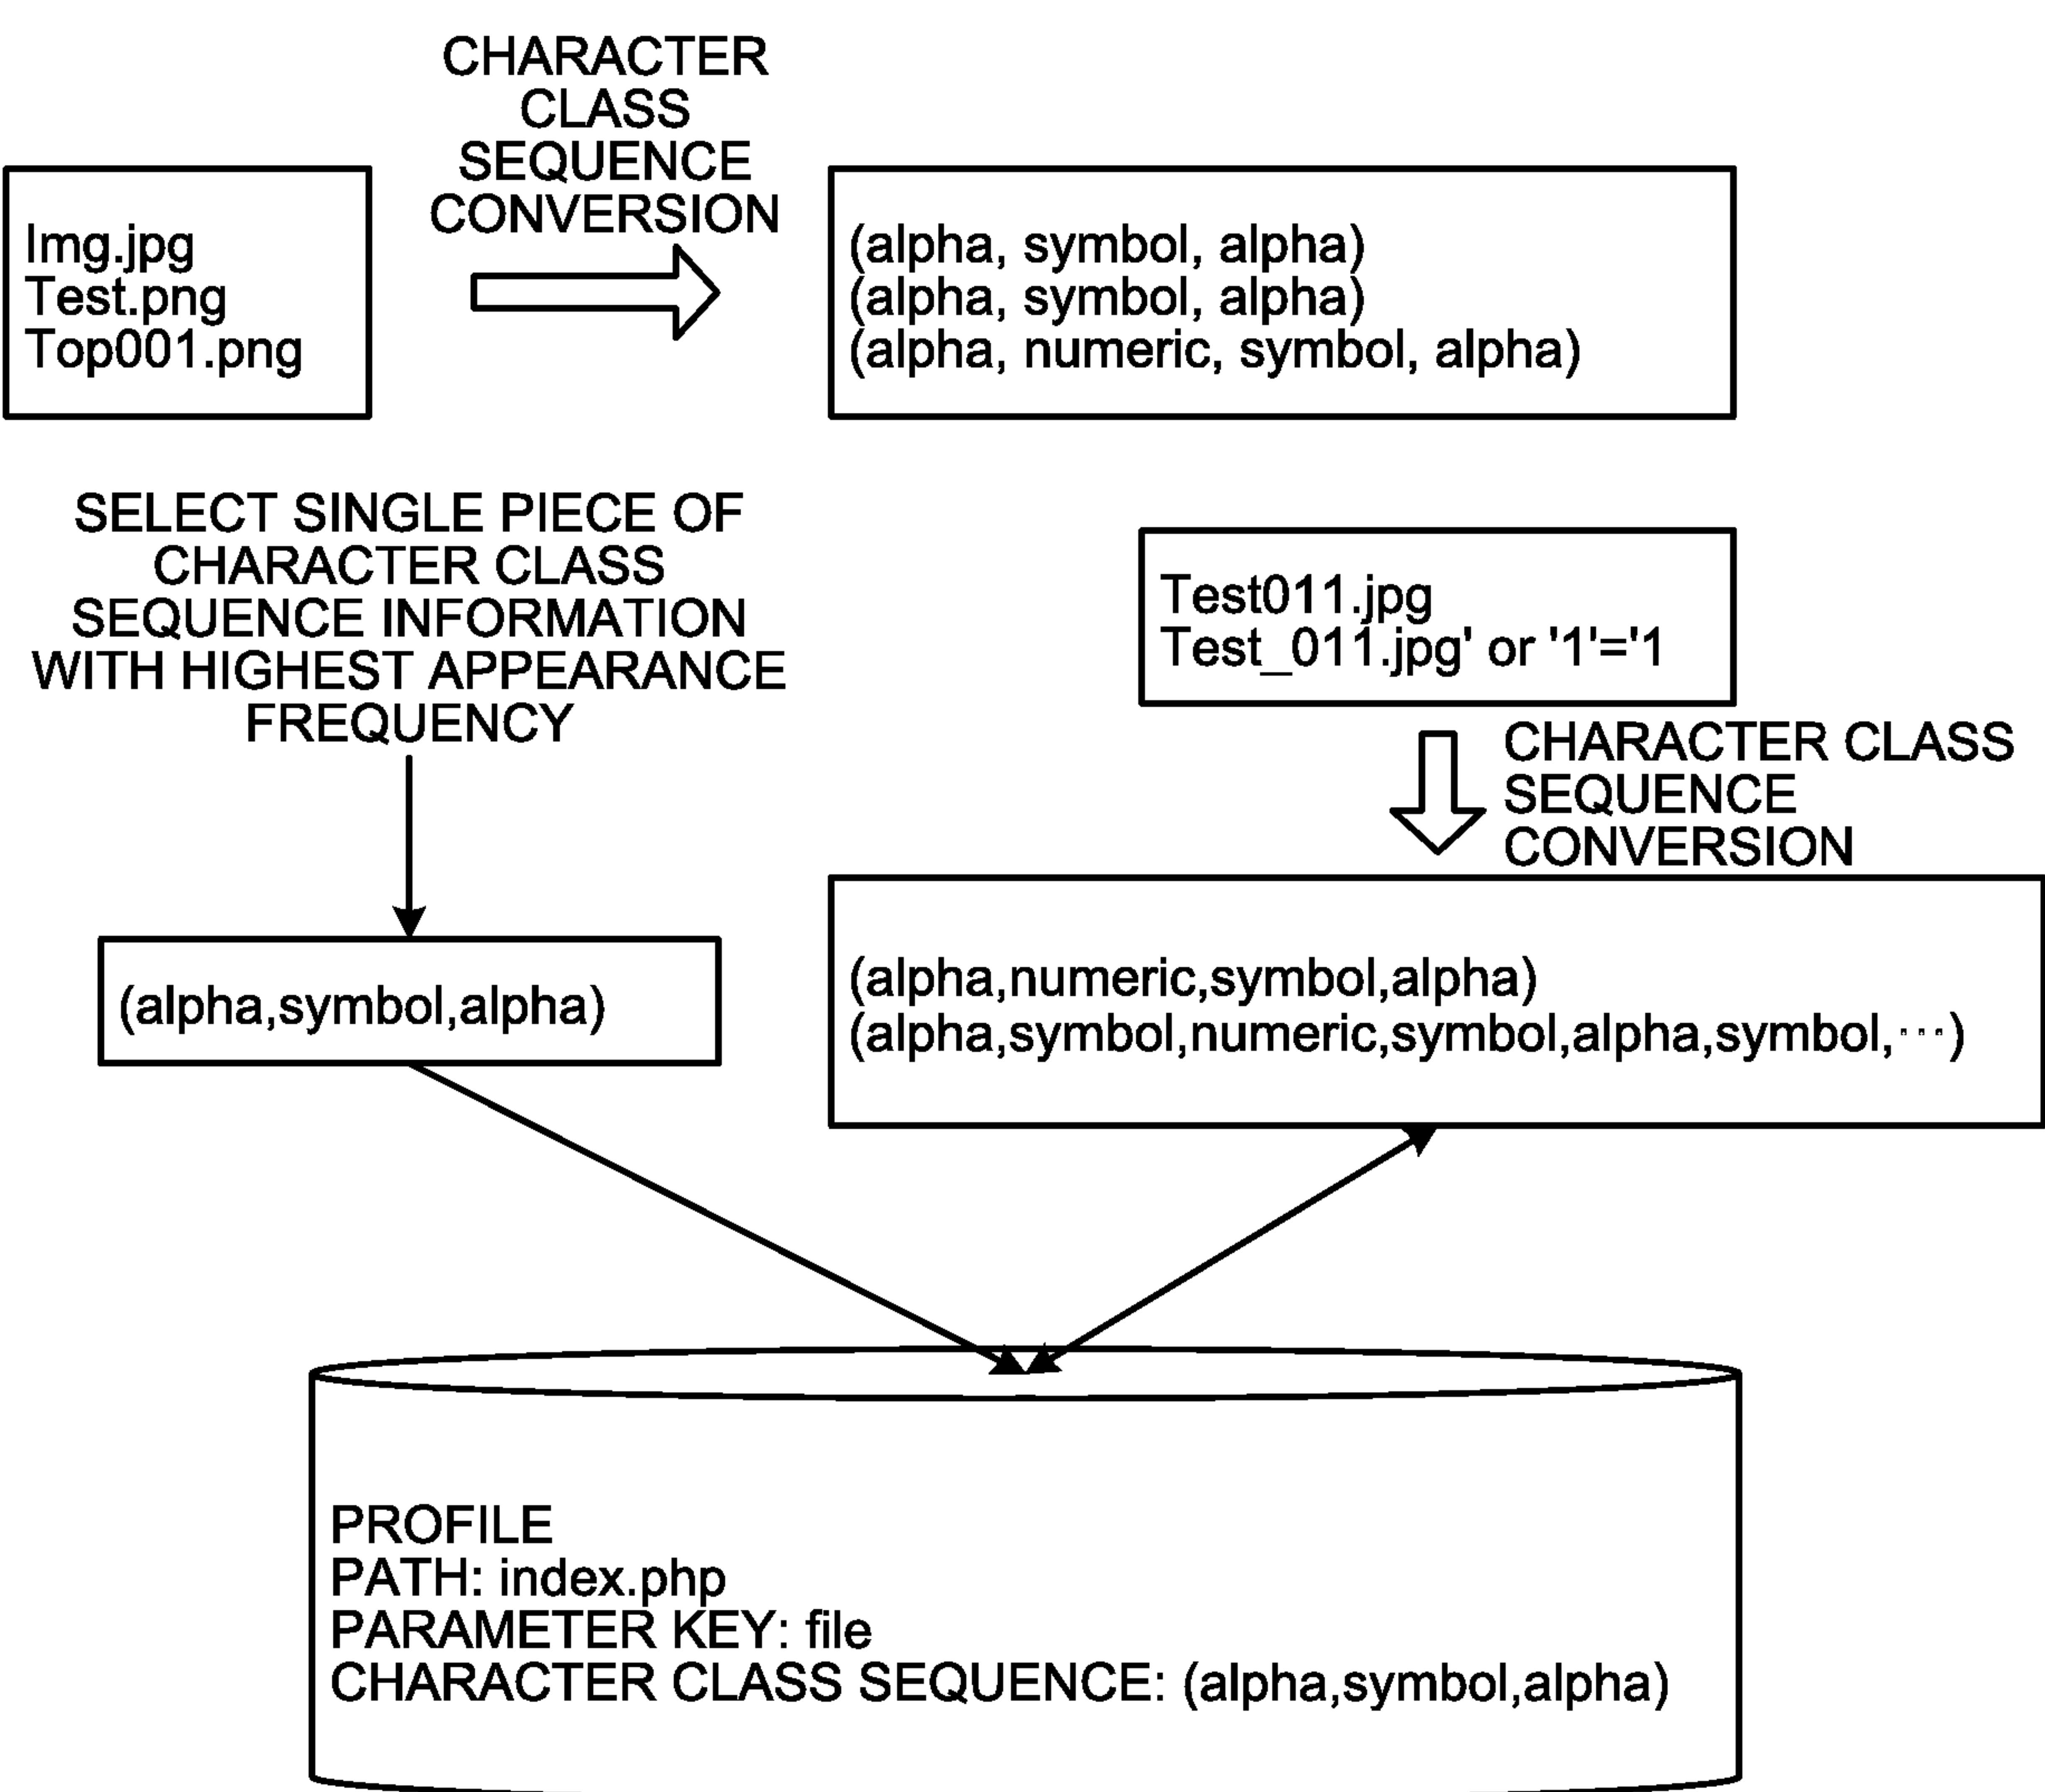 CHARACTER
CLASS
SEQUENCE
CONVERSION
Img.jpg
Test.png
Top001.png
(alpha, symbol, alpha)
(alpha, symbol, alpha)
(alpha, numeric, symbol, alpha)
SELECT SINGLE PIECE OF
CHARACTER CLASS
SEQUENCE INFORMATION
WITH HIGHEST APPEARANCE
FREQUENCY
Test011.jpg
Test_011.jpg' or '1'='1
CHARACTER CLASS
SEQUENCE
CONVERSION
(alpha,symbol,alpha)
(alpha,numeric,symbol,alpha)
(alpha,symbol,numeric,symbol,alpha,symbol,···)
PROFILE
PATH: index.php
PARAMETER KEY: file
CHARACTER CLASS SEQUENCE: (alpha,symbol,alpha)